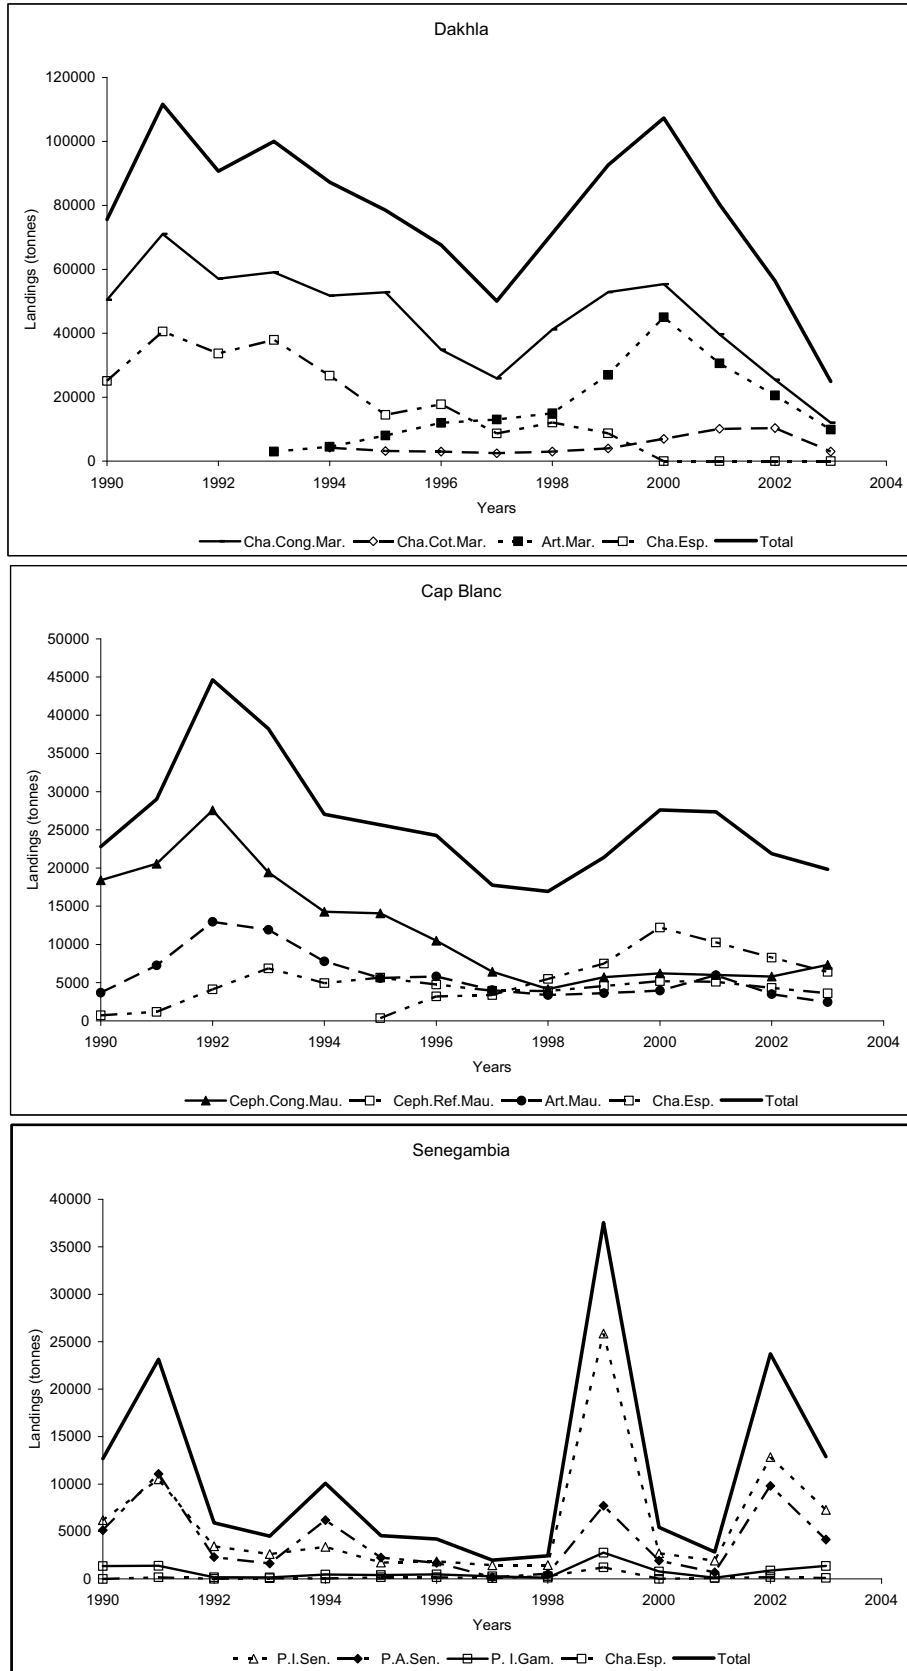 Dakhla
Landings (tonnes)
120000
100000
80000
60000
40000
20000
0
1990 1992 1994 1996 1998 2000 2002 2004
Years
Cha.Cong.Mar. Cha.Cot.Mar. Art.Mar. Cha.Esp. Total
Cap Blanc
Landings (tonnes)
50000
45000
40000
35000
30000
25000
20000
15000
10000
5000
0
1990 1992 1994 1996 1998 2000 2002 2004
Years
Ceph.Cong.Mau. Ceph.Ref.Mau. Art.Mau. Cha.Esp. Total
Senegambia
Landings (tonnes)
40000
35000
30000
25000
20000
15000
10000
5000
0
1990 1992 1994 1996 1998 2000 2002 2004
Years
P.I.Sen. P.A.Sen. P. I.Gam. Cha.Esp. Total